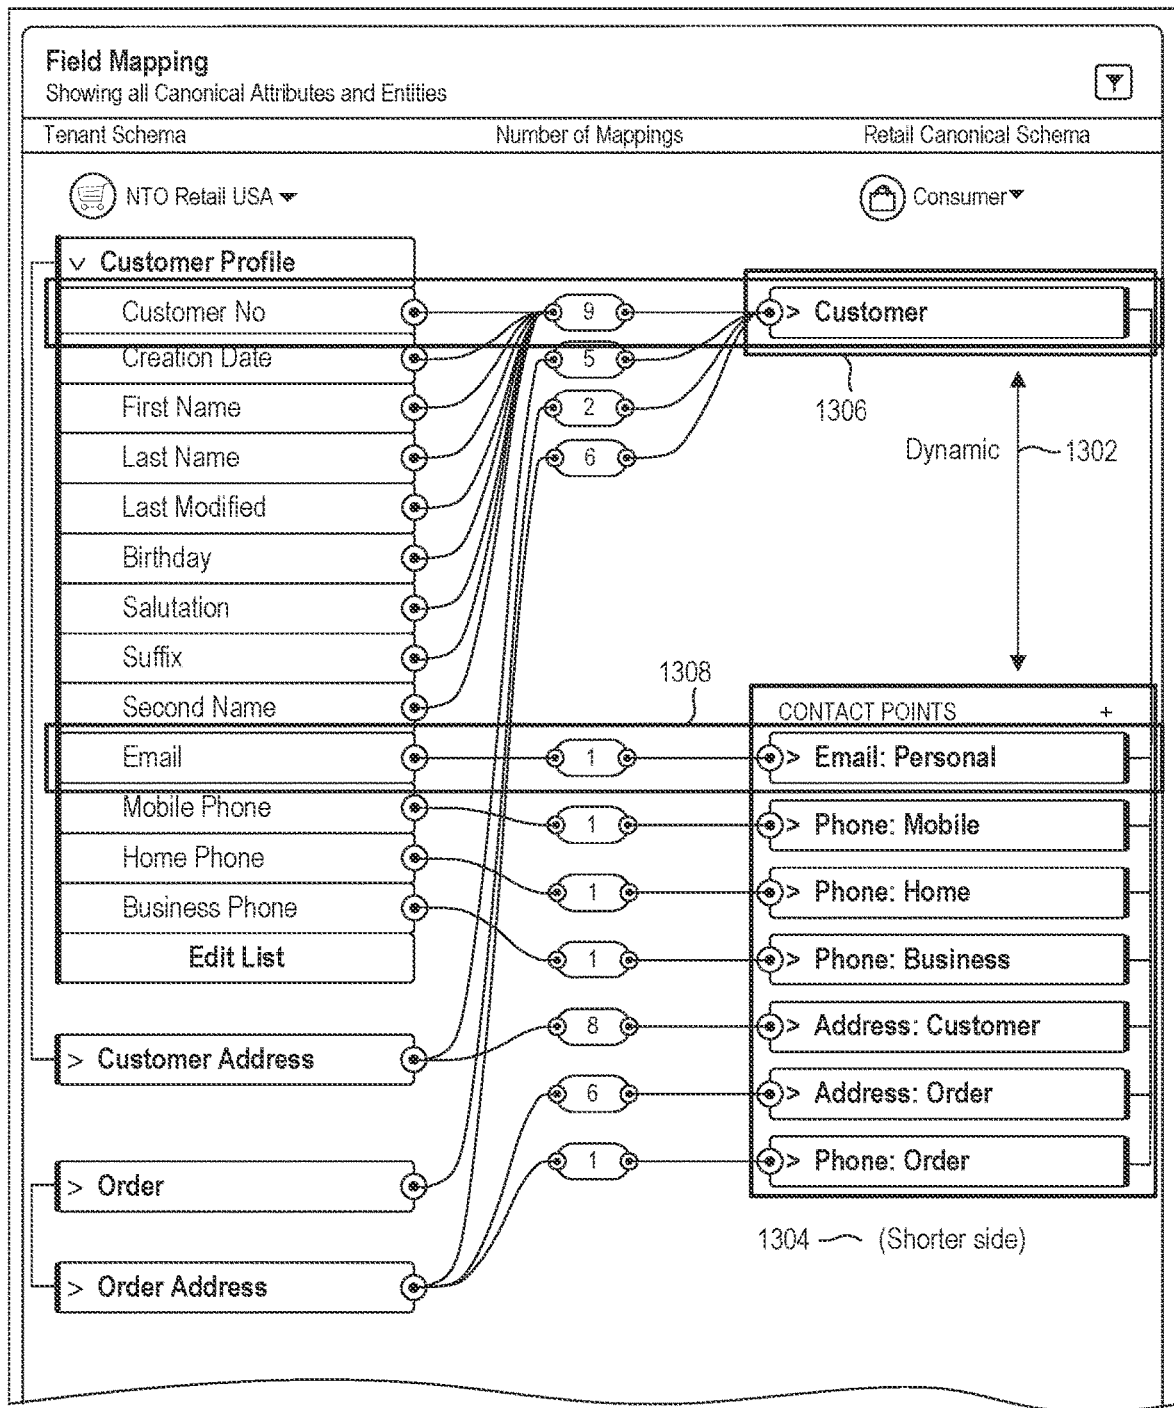 Field Mapping
Showing all Canonical Attributes and Entities
Tenant Schema Number of Mappings Retail Canonical Schema
NTO Retail USA Consumer
Customer Profile
Customer No 9 > Customer
Creation Date 5
1306
First Name 2
Dynamic 1302
Last Name 6
Last Modified
Birthday
Salutation
Suffix
1308
Second Name CONTACT POINTS +
Email 1 > Email: Personal
Mobile Phone 1 > Phone: Mobile
Home Phone 1 > Phone: Home
Business Phone 1 > Phone: Business
Edit List
8 > Address: Customer
> Customer Address
6 > Address: Order
1 > Phone: Order
> Order
1304 (Shorter side)
> Order Address